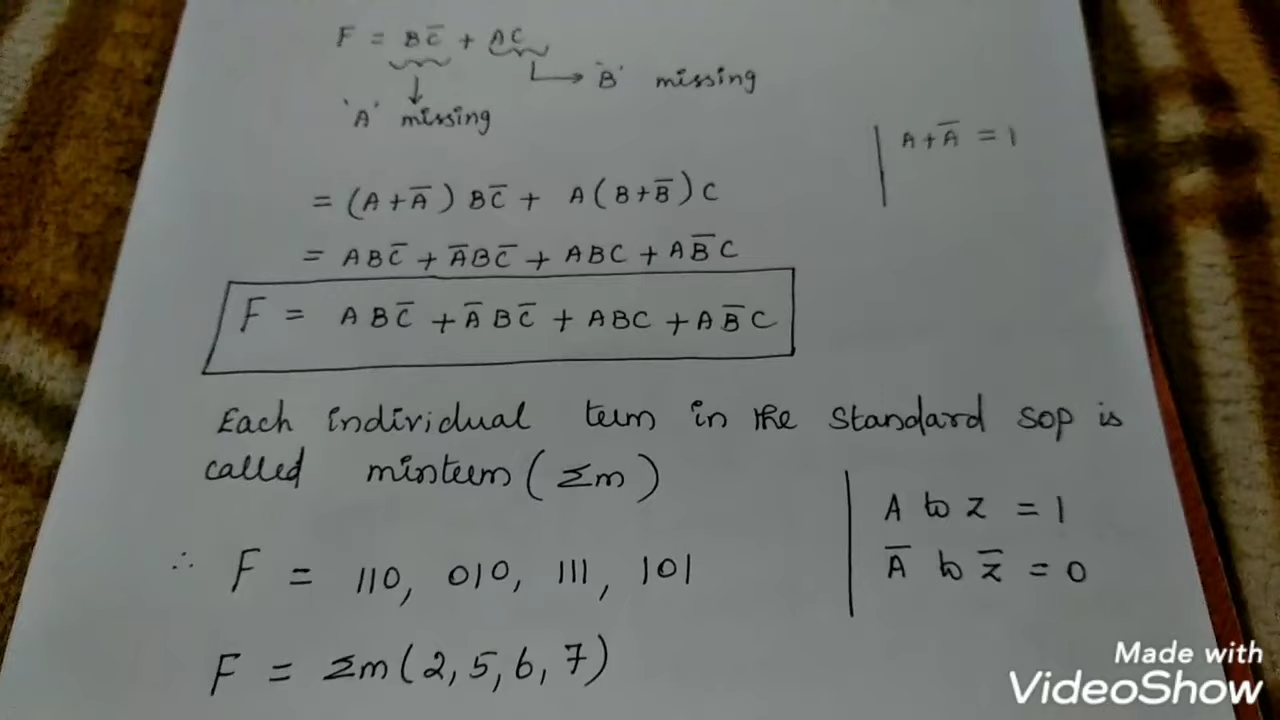 F = BC̅ + AC
'B' missing
'A' missing
A + A̅ = 1
= (A + A̅) BC̅ + A (B + B̅) C
= ABC̅ + A̅BC̅ + ABC + AB̅C
F = ABC̅ + A̅BC̅ + ABC + AB̅C
Each individual term in the standard SOP is
called minterm (Σm)
A to Z = 1
A̅ to Z̅ = 0
∴ F = 110, 010, 111, 101
F = Σm (2, 5, 6, 7)
Made with
VideoShow